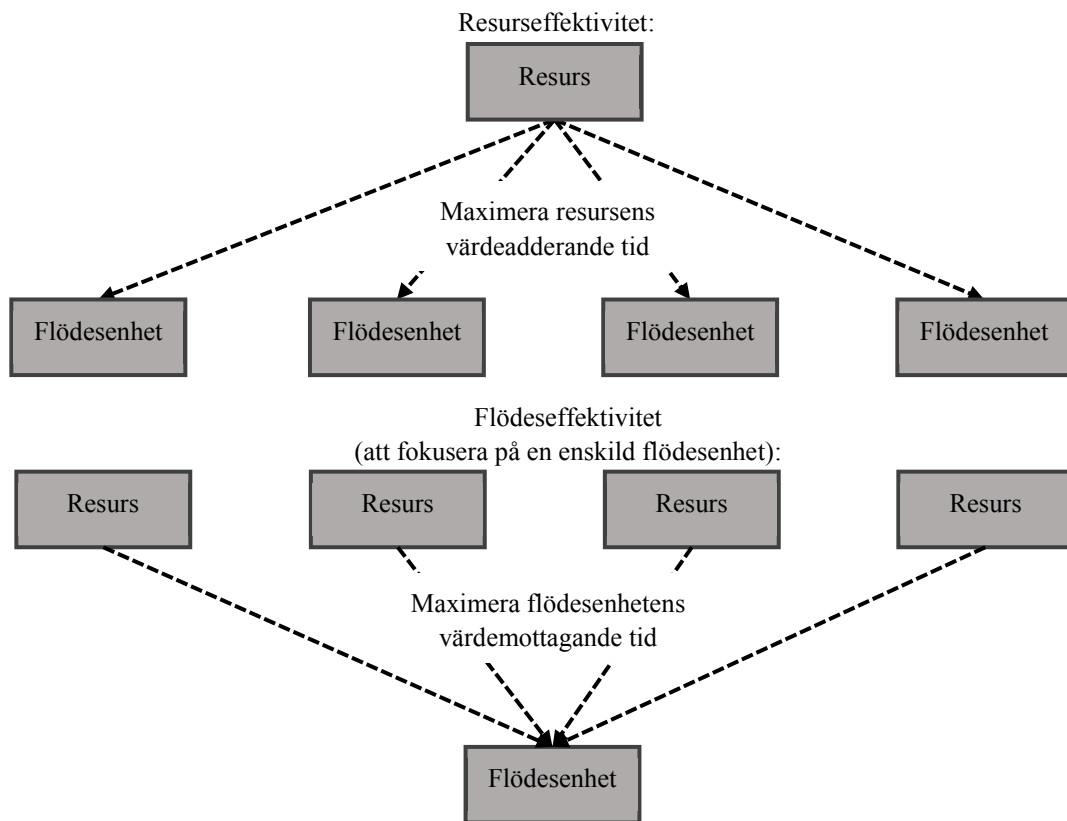 Resurseffektivitet:
Resurs
Maximera resursens
värdeadderande tid
Flödesenhet
Flödesenhet
Flödesenhet
Flödesenhet
Flödeseffektivitet
(att fokusera på en enskild flödesenhet):
Resurs
Resurs
Resurs
Resurs
Maximera flödesenhetens
värdemottagande tid
Flödesenhet